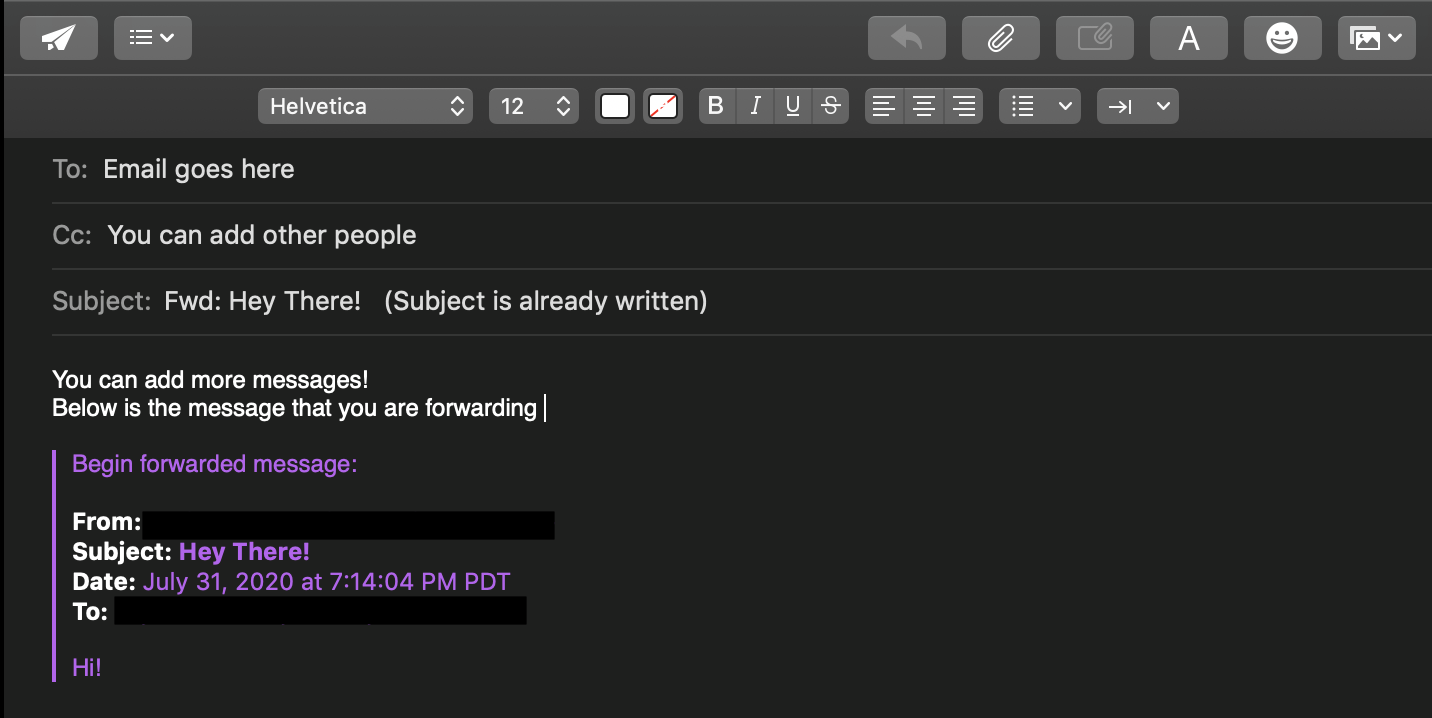 Helvetica 12 B I U S
To: Email goes here
Cc: You can add other people
Subject: Fwd: Hey There! (Subject is already written)
You can add more messages!
Below is the message that you are forwarding
Begin forwarded message:
From:
Subject: Hey There!
Date: July 31, 2020 at 7:14:04 PM PDT
To:
Hi!